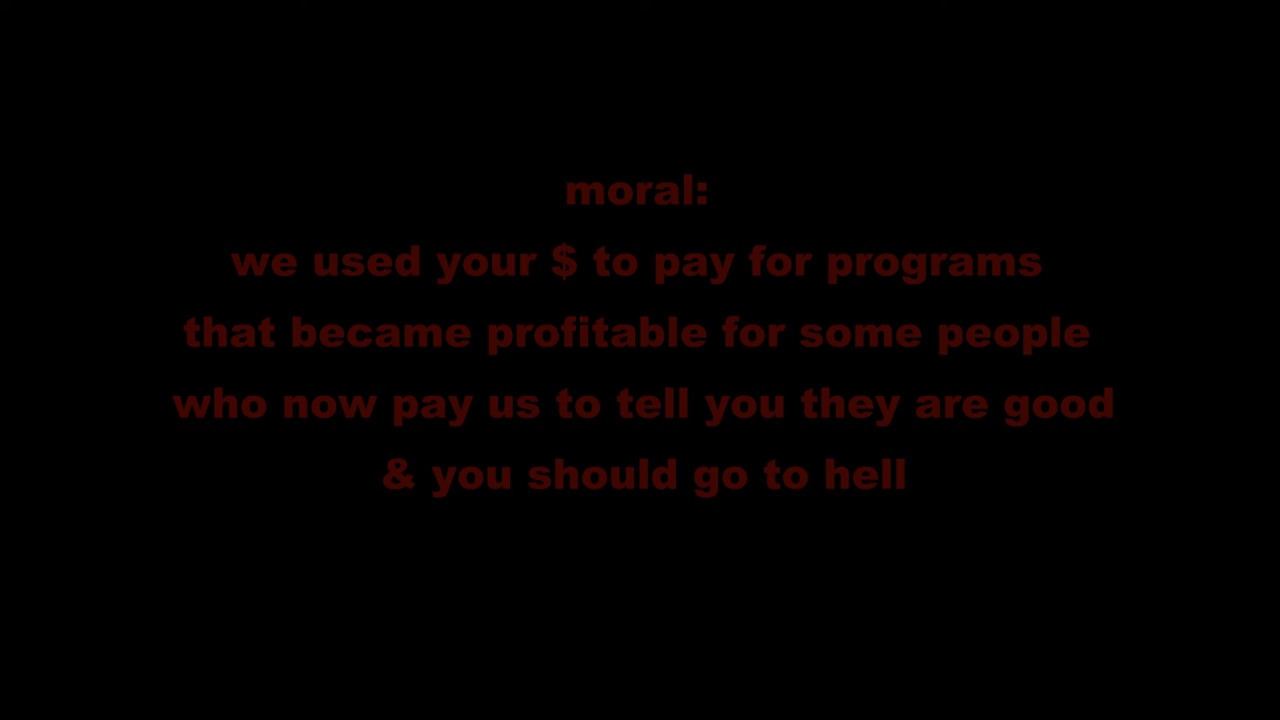 moral:
we used your $ to pay for programs
that became profitable for some people
who now pay us to tell you they are good
& you should go to hell